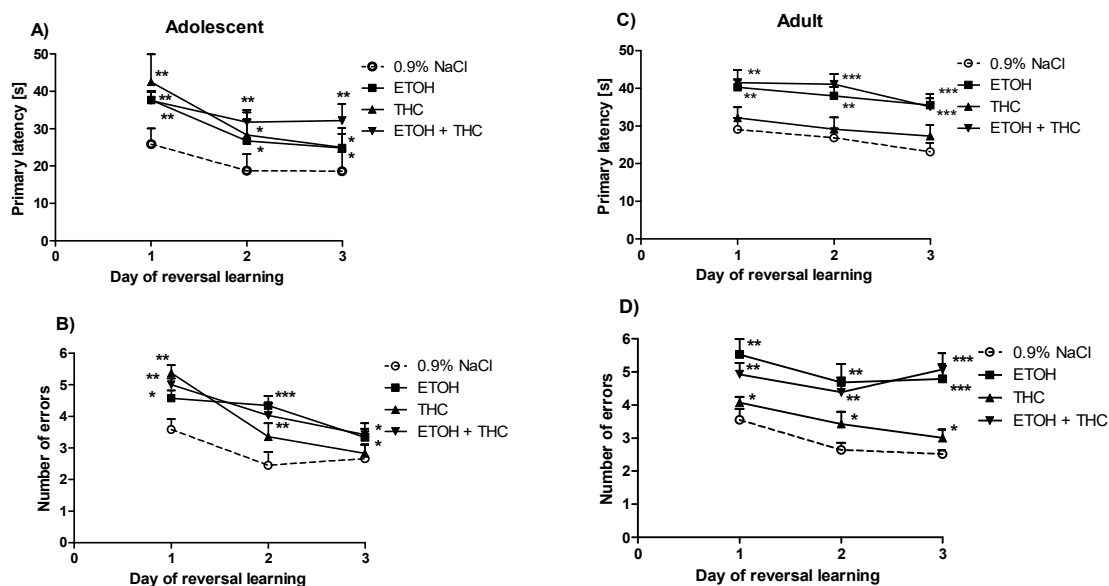 A)
Adolescent
Primary latency [s]
50
40
30
20
10
0
**
**
**
**
*
*
**
*
*
0
1
2
3
Day of reversal learning
0.9% NaCl
ETOH
THC
ETOH + THC
C)
Adult
Primary latency [s]
50
40
30
20
10
0
**
**
***
**
***
***
0
1
2
3
Day of reversal learning
0.9% NaCl
ETOH
THC
ETOH + THC
B)
Number of errors
6
5
4
3
2
1
0
**
**
*
***
**
*
*
0
1
2
3
Day of reversal learning
0.9% NaCl
ETOH
THC
ETOH + THC
D)
Number of errors
6
5
4
3
2
1
0
**
**
*
**
**
*
***
***
*
0
1
2
3
Day of reversal learning
0.9% NaCl
ETOH
THC
ETOH + THC